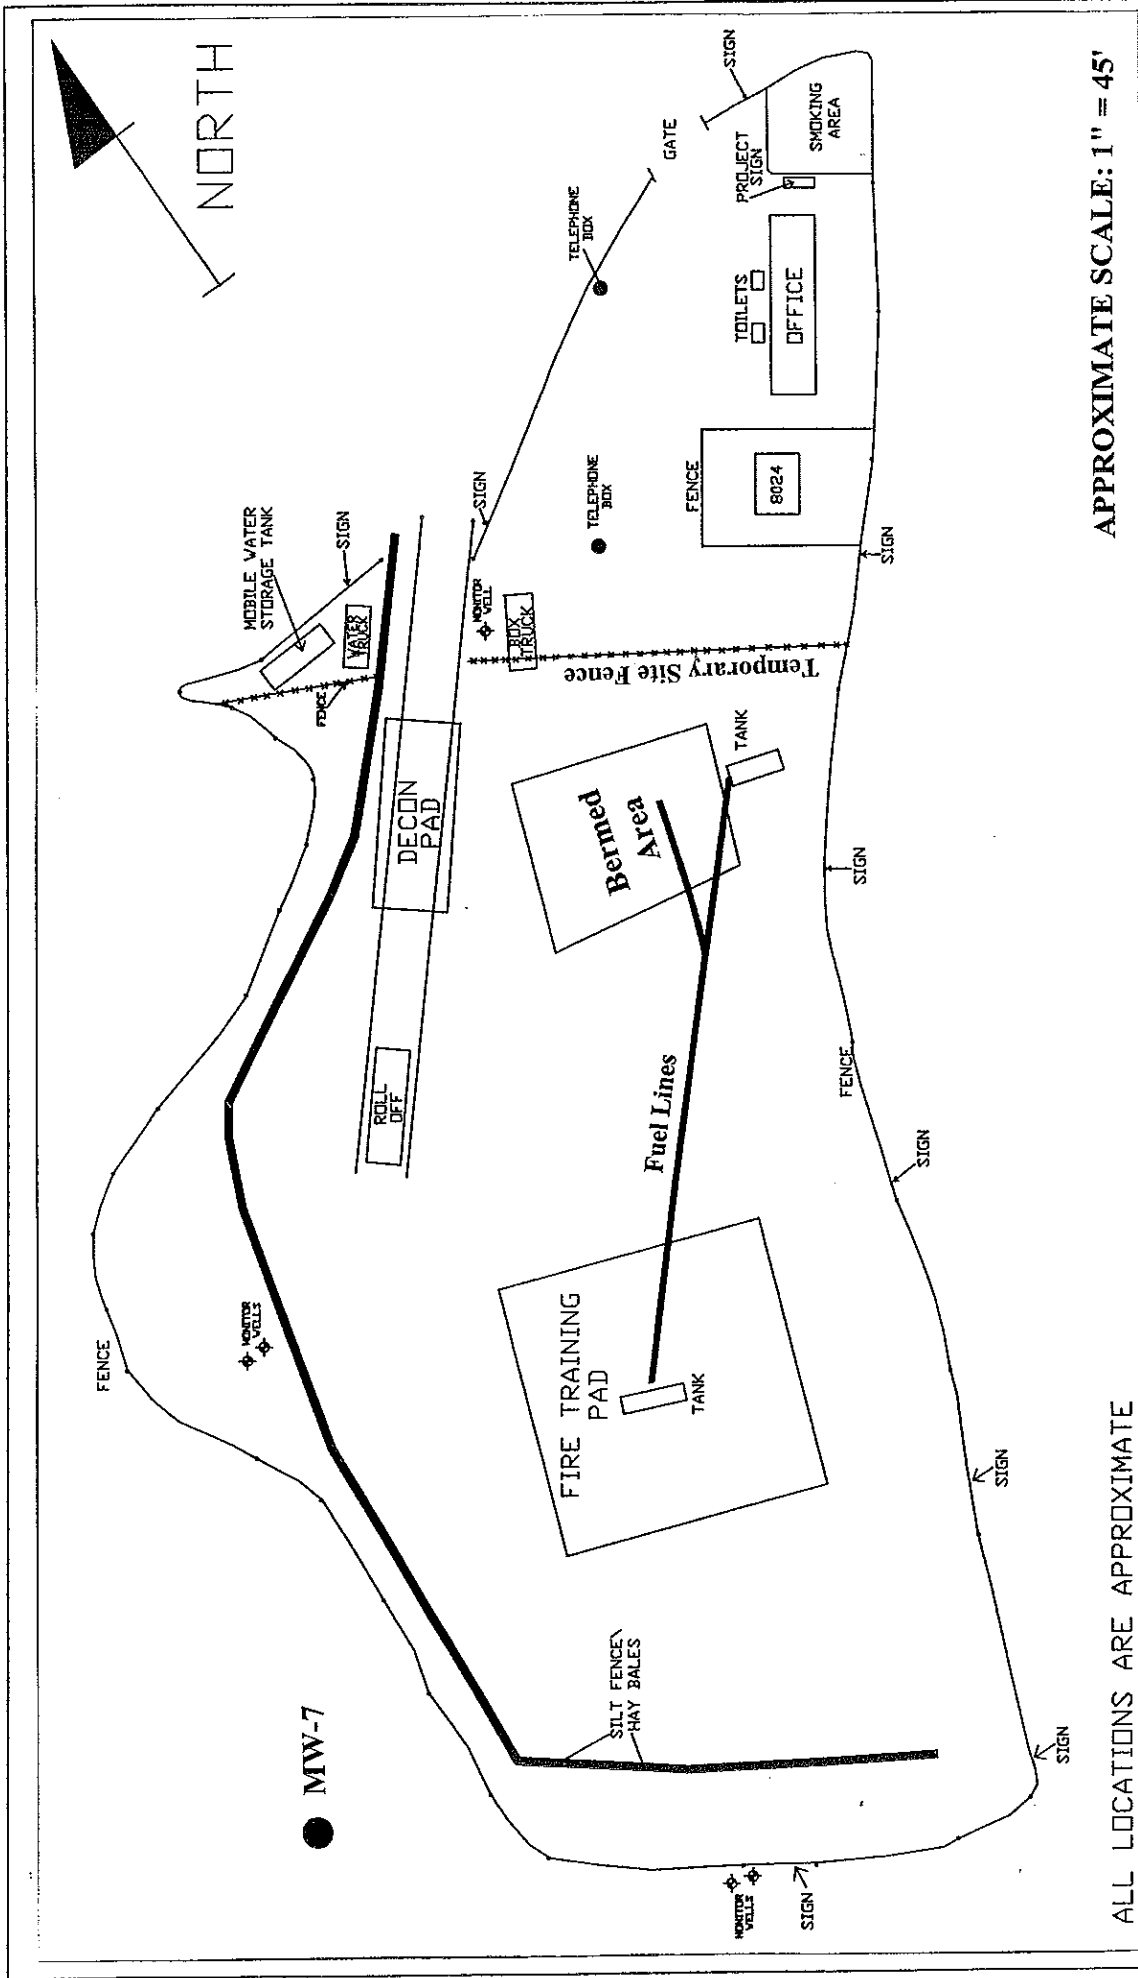 NORTH
SIGN
SMOKING
AREA
GATE
PROJECT
SIGN
TELEPHONE
BOX
TOILETS
OFFICE
MOBILE WATER
STORAGE TANK
SIGN
SIGN
TELEPHONE
BOX
FENCE
8024
SIGN
WATER
TRUCK
MONITOR
WELL
BOX
TRUCK
FENCE
Temporary Site Fence
DECON
PAD
Bermed
Area
TANK
SIGN
ROLL
OFF
Fuel Lines
FENCE
SIGN
FENCE
MONITOR
WELLS
FIRE TRAINING
PAD
TANK
SIGN
SILT FENCE\
HAY BALES
MW-7
SIGN
MONITOR
WELLS
SIGN
APPROXIMATE SCALE: 1" = 45'
ALL LOCATIONS ARE APPROXIMATE